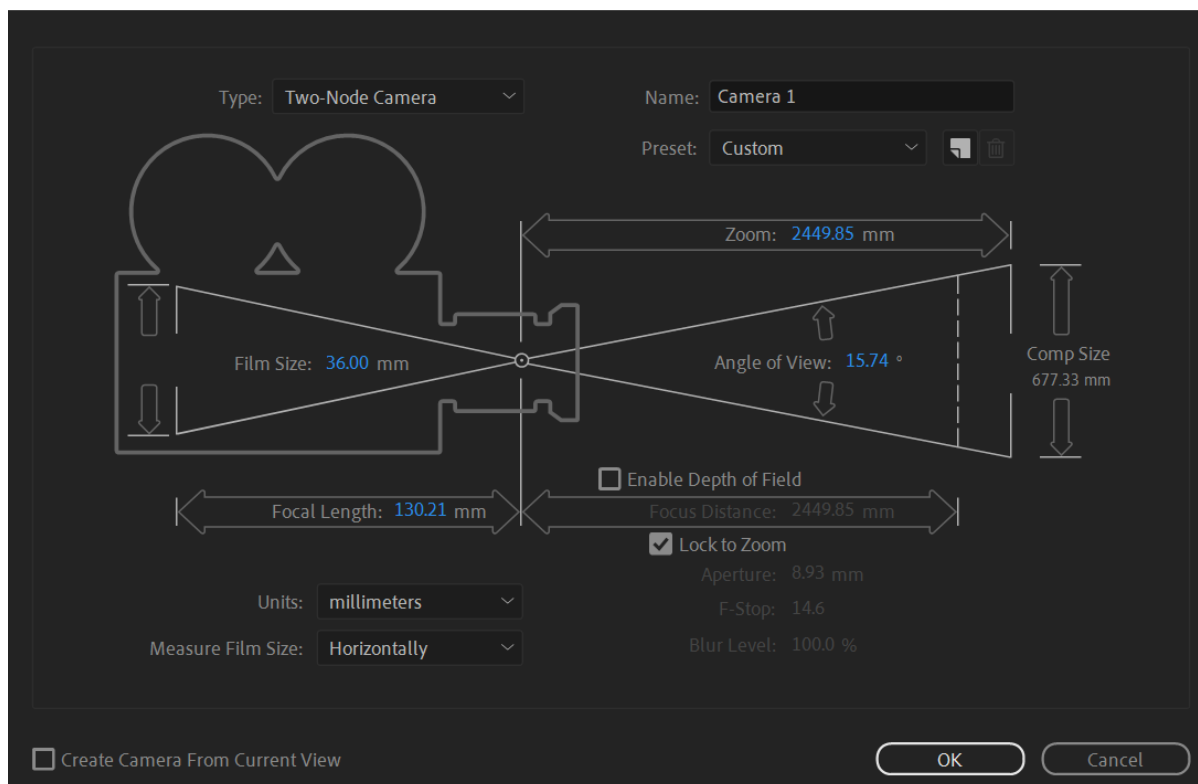 Type: Two-Node Camera
Name: Camera 1
Preset: Custom
Zoom: 2449.85 mm
Film Size: 36.00 mm
Angle of View: 15.74 °
Comp Size
677.33 mm
Enable Depth of Field
Focal Length: 130.21 mm
Focus Distance: 2449.85 mm
Lock to Zoom
Aperture: 8.93 mm
Units: millimeters
F-Stop: 14.6
Measure Film Size: Horizontally
Blur Level: 100.0 %
Create Camera From Current View
OK
Cancel